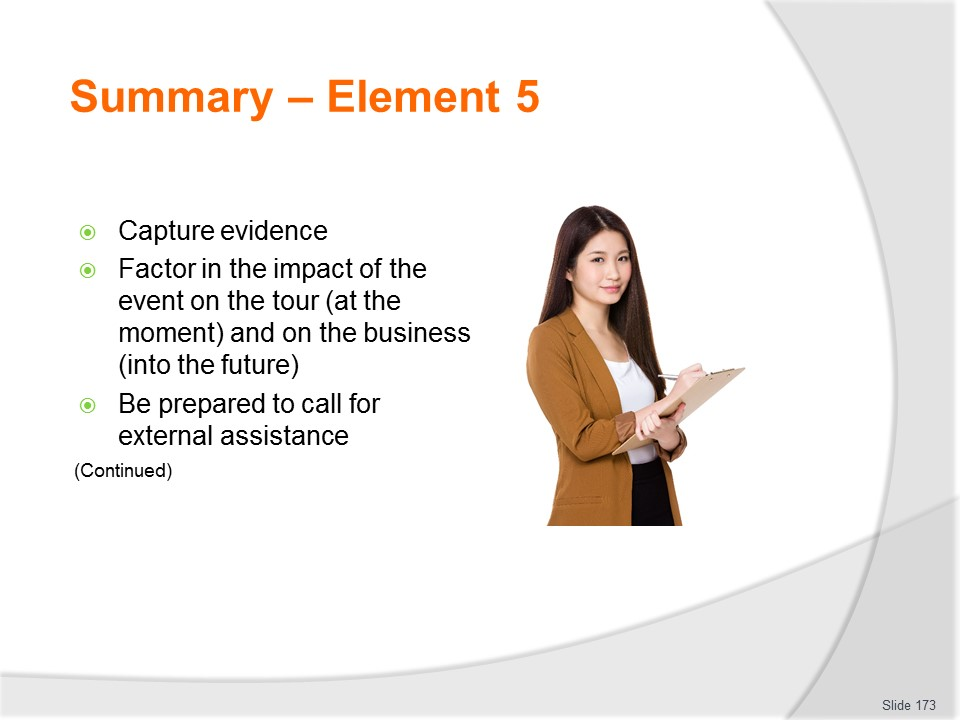 Summary – Element 5
Capture evidence
Factor in the impact of the
event on the tour (at the
moment) and on the business
(into the future)
Be prepared to call for
external assistance
(Continued)
Slide 173